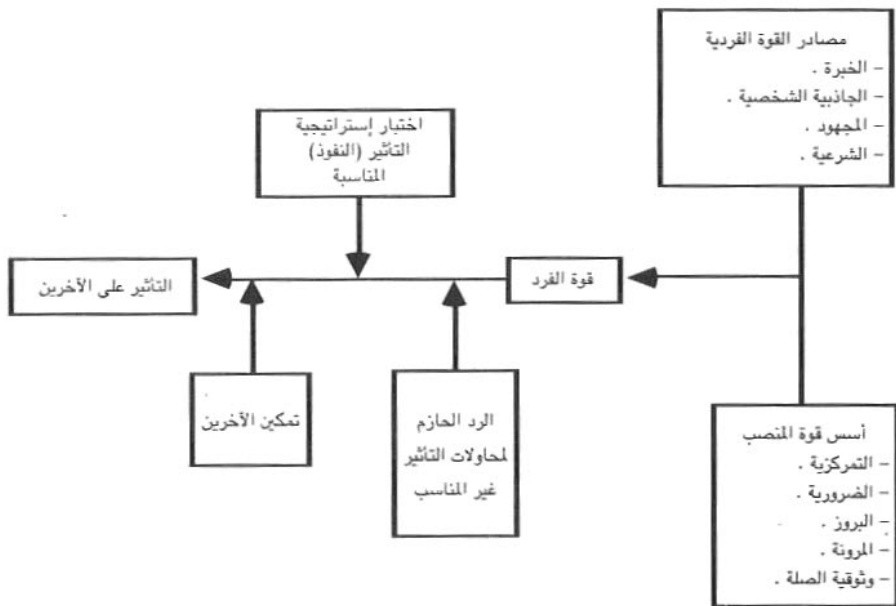 مصادر القوة الفردية
– الخبرة .
– الجاذبية الشخصية .
– المجهود .
– الشرعية .
اختبار إستراتيجية
التأثير (النفوذ)
المناسبة
قوة الفرد
التأثير على الآخرين
تمكين الآخرين
الرد الحازم
لمحاولات التأثير
غير المناسب
أسس قوة المنصب
– التمركزية .
– الضرورية .
– البروز .
– المرونة .
– وثوقية الصلة .